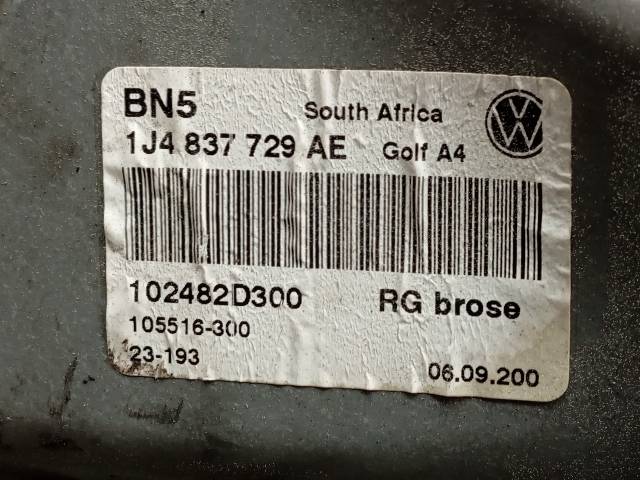 BN5 South Africa
1J4 837 729 AE Golf A4
102482D300 RG brose
105516-300
23-193 06.09.200